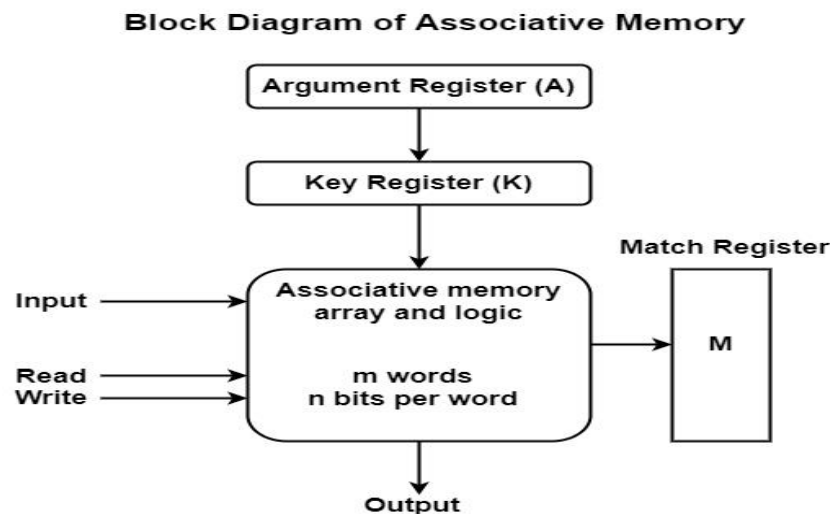 Block Diagram of Associative Memory
Argument Register (A)
Key Register (K)
Match Register
Input
Associative memory
array and logic
M
Read
m words
Write
n bits per word
Output